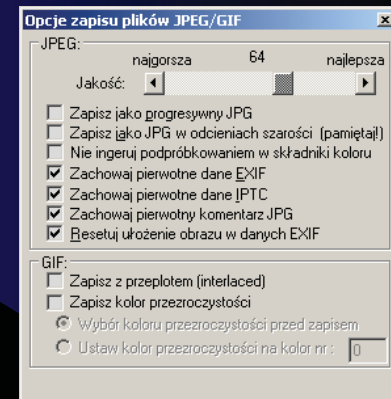 Opcje zapisu plików JPEG/GIF
JPEG:
najgorsza 64 najlepsza
Jakość:
Zapisz jako progresywny JPG
Zapisz jako JPG w odcieniach szarości (pamiętaj!)
Nie ingeruj podpróbkowaniem w składniki koloru
Zachowaj pierwotne dane EXIF
Zachowaj pierwotne dane IPTC
Zachowaj pierwotny komentarz JPG
Resetuj ułożenie obrazu w danych EXIF
GIF:
Zapisz z przeplotem (interlaced)
Zapisz kolor przezroczystości
Wybór koloru przezroczystości przed zapisem
Ustaw kolor przezroczystości na kolor nr : 0